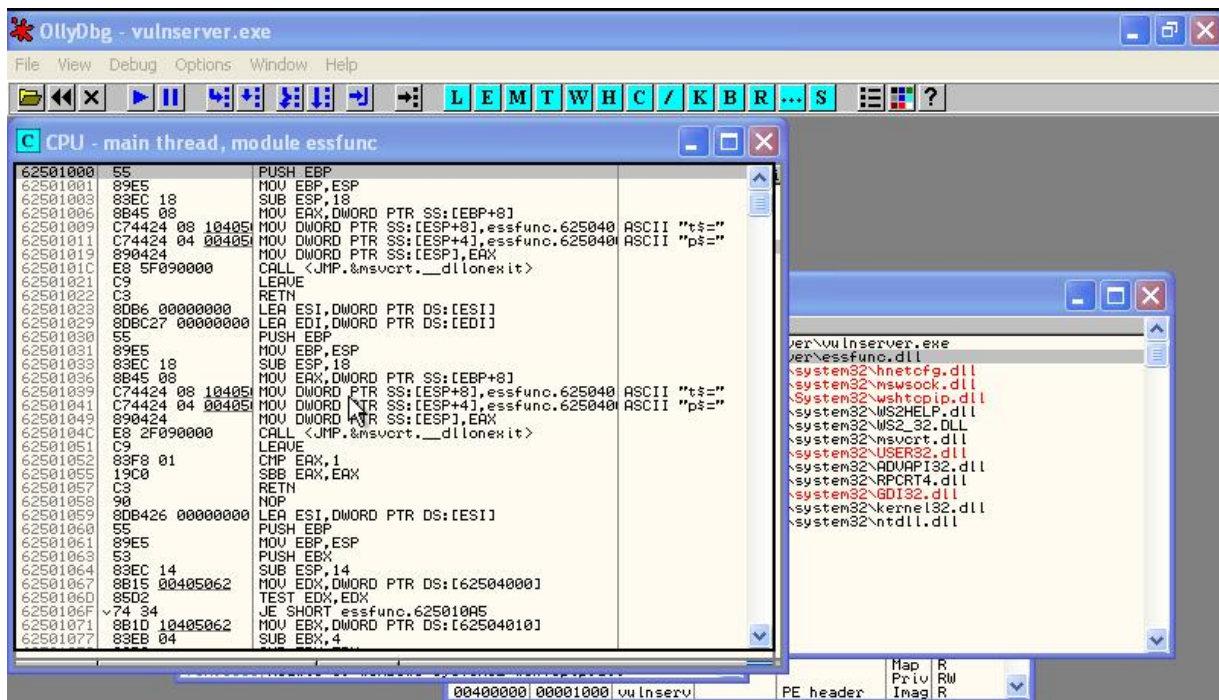 OllyDbg - vulnserver.exe
File View Debug Options Window Help
L E M T W H C / K B R ... S ?
C CPU - main thread, module essfunc
62501000 55 PUSH EBP
62501001 89E5 MOV EBP,ESP
62501003 83EC 18 SUB ESP,18
62501006 8B45 08 MOV EAX,DWORD PTR SS:[EBP+8]
62501009 C74424 08 10405 MOV DWORD PTR SS:[ESP+8],essfunc.625040 ASCII "t$="
62501011 C74424 04 00405 MOV DWORD PTR SS:[ESP+4],essfunc.625040 ASCII "p$="
62501019 890424 MOV DWORD PTR SS:[ESP],EAX
6250101C E8 5F090000 CALL <JMP.&msvcrt.__dllonexit>
62501021 C9 LEAVE
62501022 C3 RETN
62501023 8DB6 00000000 LEA ESI,DWORD PTR DS:[ESI]
62501029 8DBC27 00000000 LEA EDI,DWORD PTR DS:[EDI]
62501030 55 PUSH EBP
62501031 89E5 MOV EBP,ESP
62501033 83EC 18 SUB ESP,18
62501036 8B45 08 MOV EAX,DWORD PTR SS:[EBP+8]
62501039 C74424 08 10405 MOV DWORD PTR SS:[ESP+8],essfunc.625040 ASCII "t$="
62501041 C74424 04 00405 MOV DWORD PTR SS:[ESP+4],essfunc.625040 ASCII "p$="
62501049 890424 MOV DWORD PTR SS:[ESP],EAX
6250104C E8 2F090000 CALL <JMP.&msvcrt.__dllonexit>
62501051 C9 LEAVE
62501052 83F8 01 CMP EAX,1
62501055 19C0 SBB EAX,EAX
62501057 C3 RETN
62501058 90 NOP
62501059 8DB426 00000000 LEA ESI,DWORD PTR DS:[ESI]
62501060 55 PUSH EBP
62501061 89E5 MOV EBP,ESP
62501063 53 PUSH EBX
62501064 83EC 14 SUB ESP,14
62501067 8B15 00405062 MOV EDX,DWORD PTR DS:[62504000]
6250106D 85D2 TEST EDX,EDX
6250106F 74 34 JE SHORT essfunc.625010A5
62501071 8B1D 10405062 MOV EBX,DWORD PTR DS:[62504010]
62501077 83EB 04 SUB EBX,4
ver\vulnserver.exe
ver\essfunc.dll
\system32\hnetcfg.dll
\system32\mswsock.dll
\System32\wshtcpip.dll
\system32\WS2HELP.dll
\system32\WS2_32.DLL
\system32\msvcrt.dll
\system32\USER32.dll
\system32\ADVAPI32.dll
\system32\RPCRT4.dll
\system32\GDI32.dll
\system32\kernel32.dll
\system32\ntdll.dll
Map R
Priv RW
00400000 00001000 vulnserv PE header Imag R